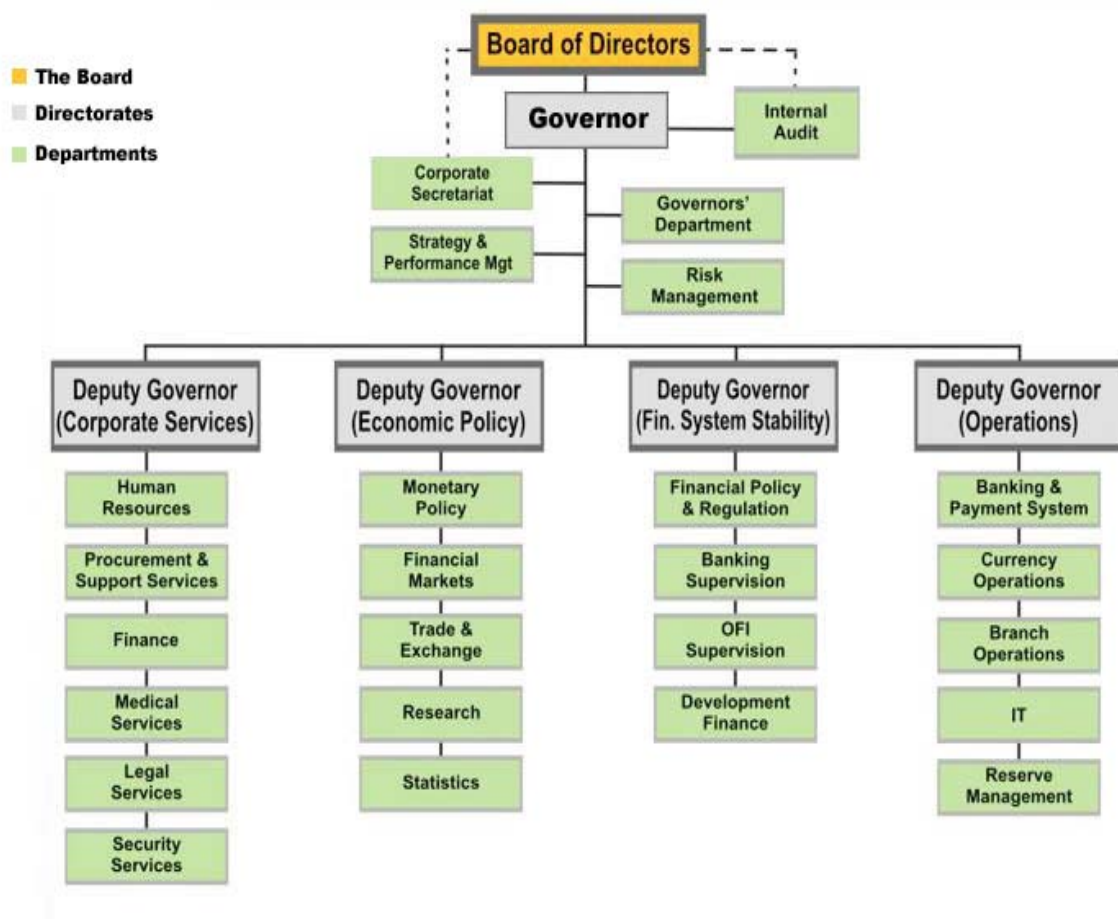 Board of Directors
The Board
Directorates
Departments
Governor
Internal
Audit
Corporate
Secretariat
Governors'
Department
Strategy &
Performance Mgt
Risk
Management
Deputy Governor
(Corporate Services)
Human
Resources
Procurement &
Support Services
Finance
Medical
Services
Legal
Services
Security
Services
Deputy Governor
(Economic Policy)
Monetary
Policy
Financial
Markets
Trade &
Exchange
Research
Statistics
Deputy Governor
(Fin. System Stability)
Financial Policy
& Regulation
Banking
Supervision
OFI
Supervision
Development
Finance
Deputy Governor
(Operations)
Banking &
Payment System
Currency
Operations
Branch
Operations
IT
Reserve
Management